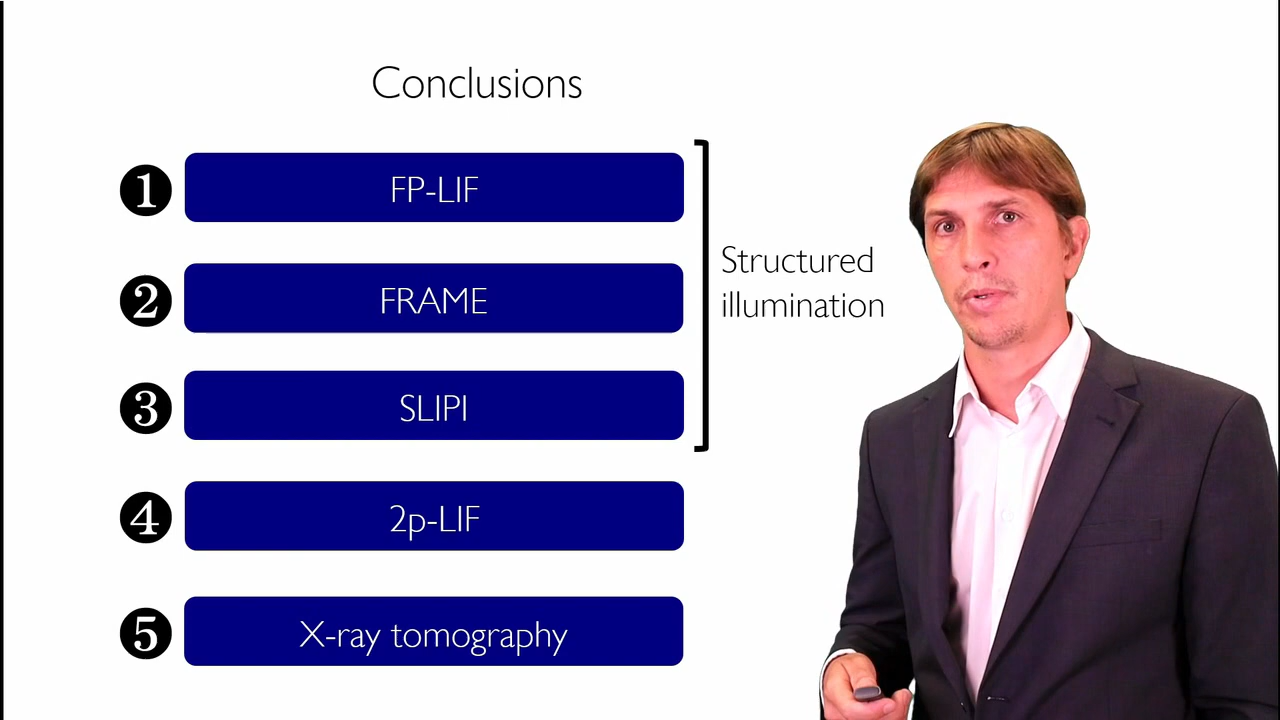 Conclusions
1 FP-LIF
2 FRAME
3 SLIPI
Structured
illumination
4 2p-LIF
5 X-ray tomography